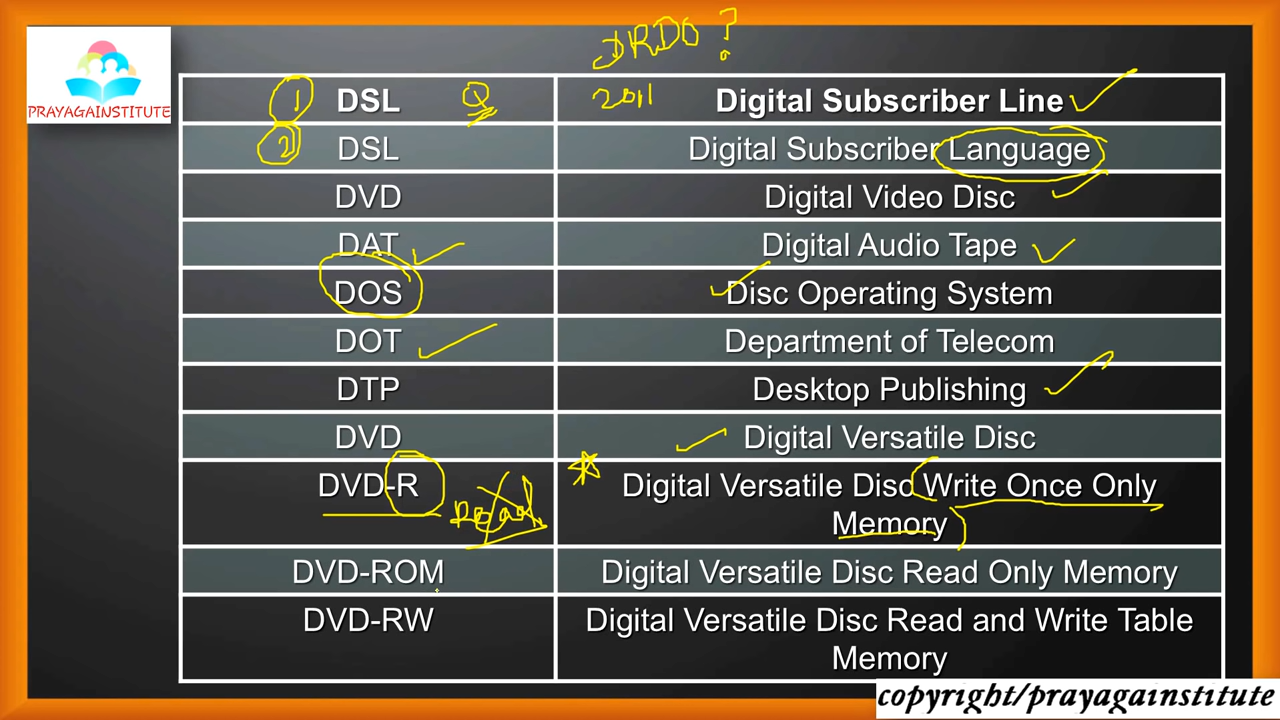 DRDO ?
PRAYAGAINSTITUTE
1 DSL Q 2011 Digital Subscriber Line
2 DSL Digital Subscriber Language
DVD Digital Video Disc
DAT Digital Audio Tape
DOS Disc Operating System
DOT Department of Telecom
DTP Desktop Publishing
DVD Digital Versatile Disc
DVD-R Read Digital Versatile Disc Write Once Only
Memory
DVD-ROM Digital Versatile Disc Read Only Memory
DVD-RW Digital Versatile Disc Read and Write Table
Memory
copyright/prayagainstitute